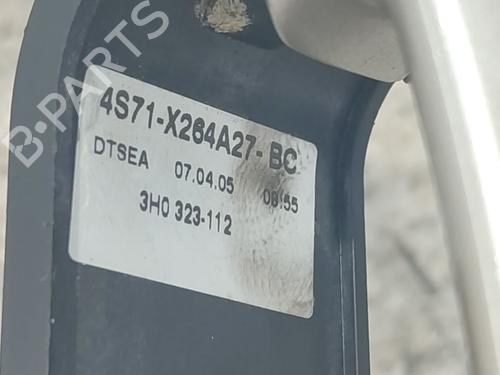 B-PARTS
4S71-X264A27-BC
DTSEA 07.04.05 08:55
3H0 323-112